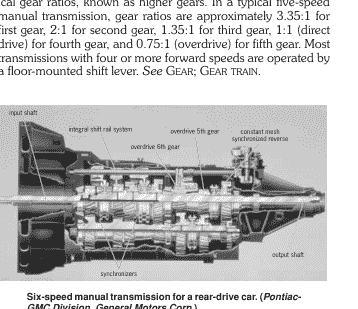 cal gear ratios, known as higher gears. In a typical five-speed
manual transmission, gear ratios are approximately 3.35:1 for
first gear, 2:1 for second gear, 1.35:1 for third gear, 1:1 (direct
drive) for fourth gear, and 0.75:1 (overdrive) for fifth gear. Most
transmissions with four or more forward speeds are operated by
a floor-mounted shift lever. See GEAR; GEAR TRAIN.
input shaft
integral shift rail system
overdrive 5th gear
constant mesh
synchronized reverse
overdrive 6th gear
output shaft
synchronizers
Six-speed manual transmission for a rear-drive car. (Pontiac-
GMC Division, General Motors Corp.)